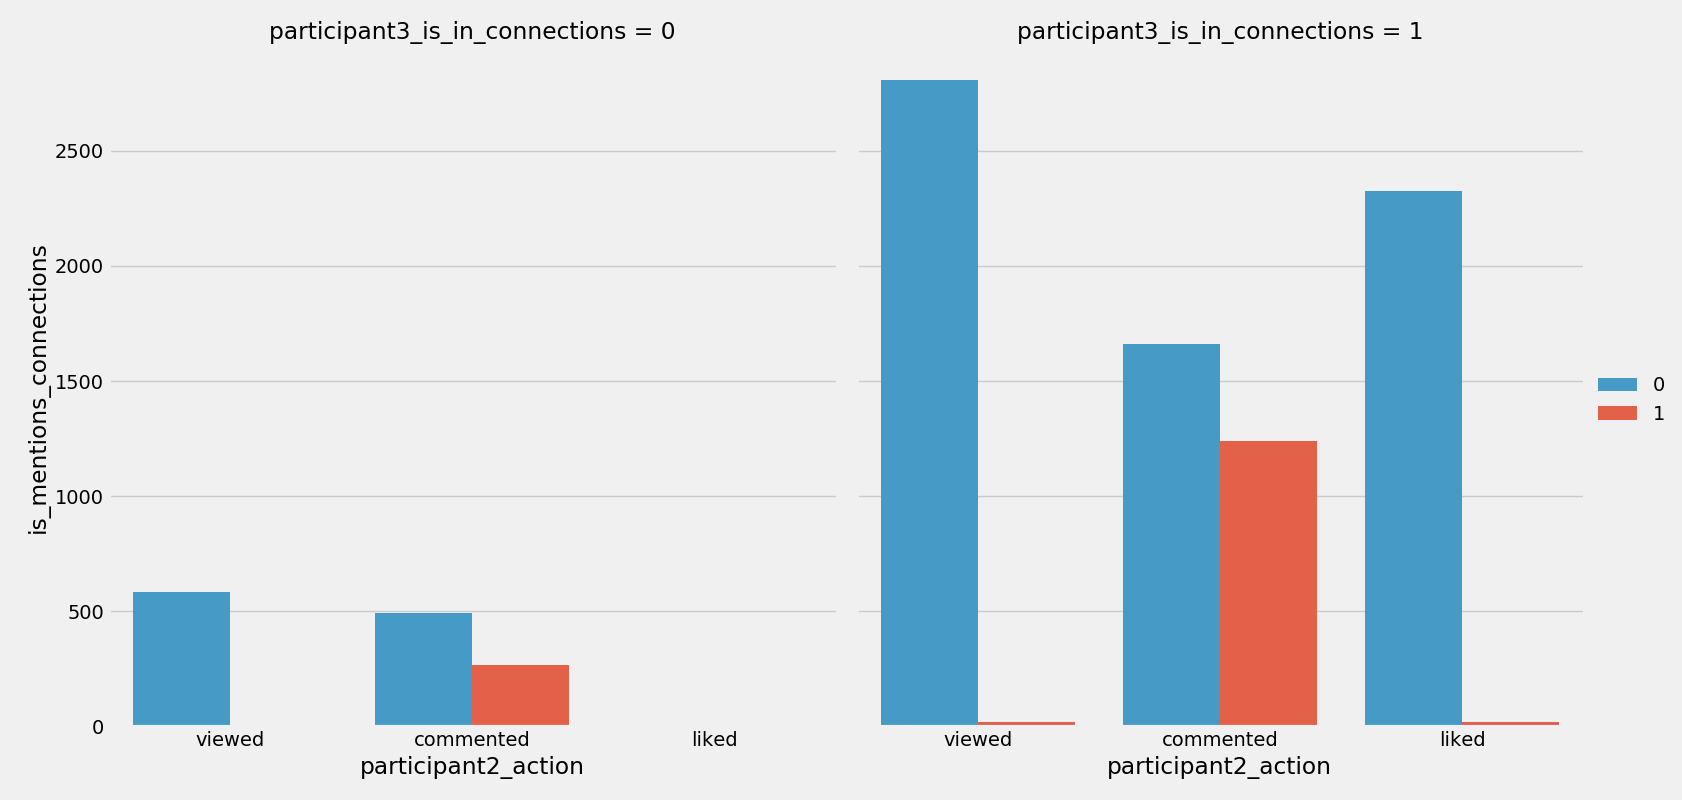 participant3_is_in_connections = 0
participant3_is_in_connections = 1
is_mentions_connections
2500
2000
1500
1000
500
0
viewed
commented
liked
participant2_action
viewed
commented
liked
participant2_action
0
1